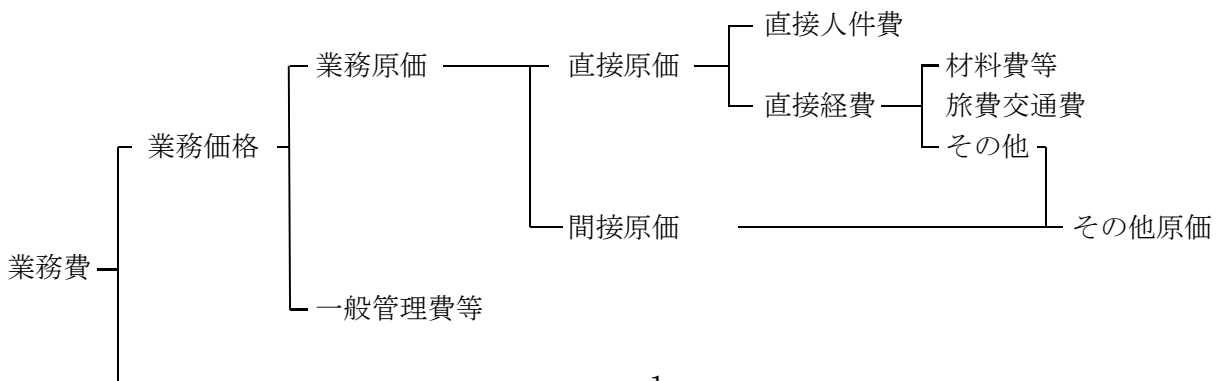 直接人件費
業務原価 直接原価 材料費等
直接経費 旅費交通費
業務価格 その他
間接原価 その他原価
業務費
一般管理費等
1